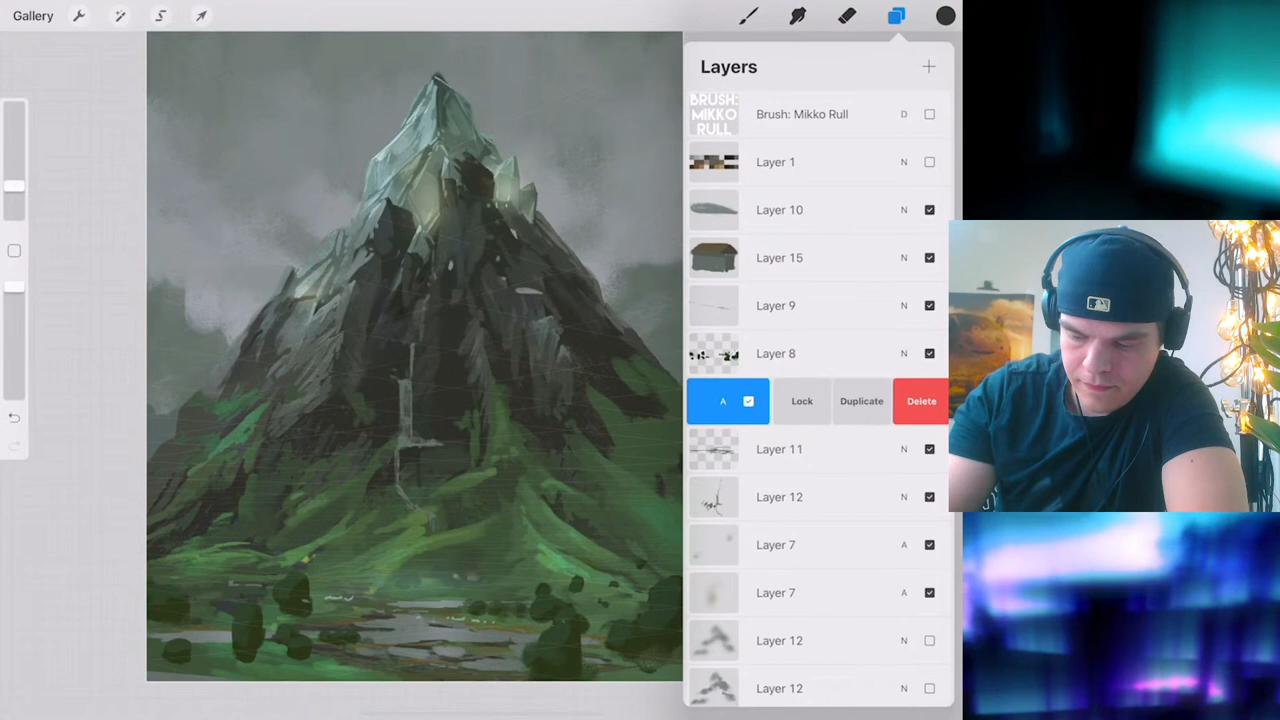 Gallery
Layers
BRUSH:
MIKKO
RULL
Brush: Mikko Rull D
Layer 1 N
Layer 10 N
Layer 15 N
Layer 9 N
Layer 8 N
A Lock Duplicate Delete
Layer 11 N
Layer 12 N
Layer 7 A
Layer 7 A
Layer 12 N
Layer 12 N